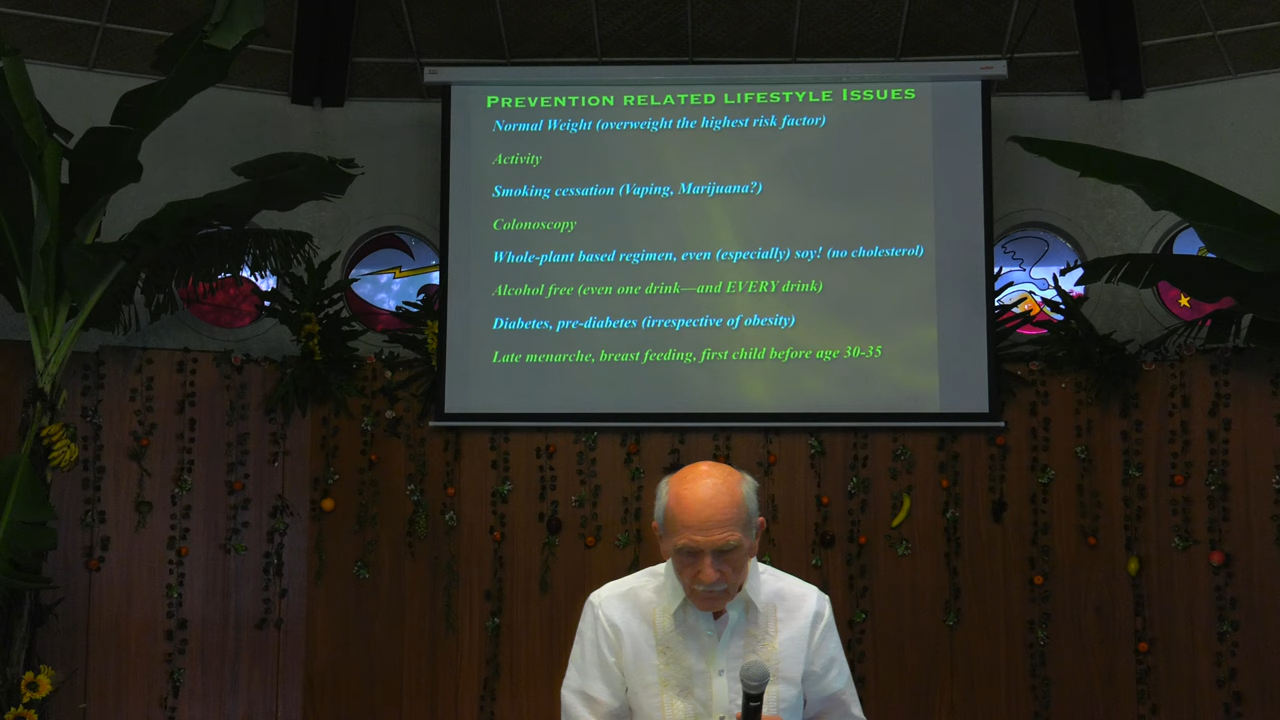 PREVENTION RELATED LIFESTYLE ISSUES
Normal Weight (overweight the highest risk factor)
Activity
Smoking cessation (Vaping, Marijuana?)
Colonoscopy
Whole-plant based regimen, even (especially) soy! (no cholesterol)
Alcohol free (even one drink—and EVERY drink)
Diabetes, pre-diabetes (irrespective of obesity)
Late menarche, breast feeding, first child before age 30-35